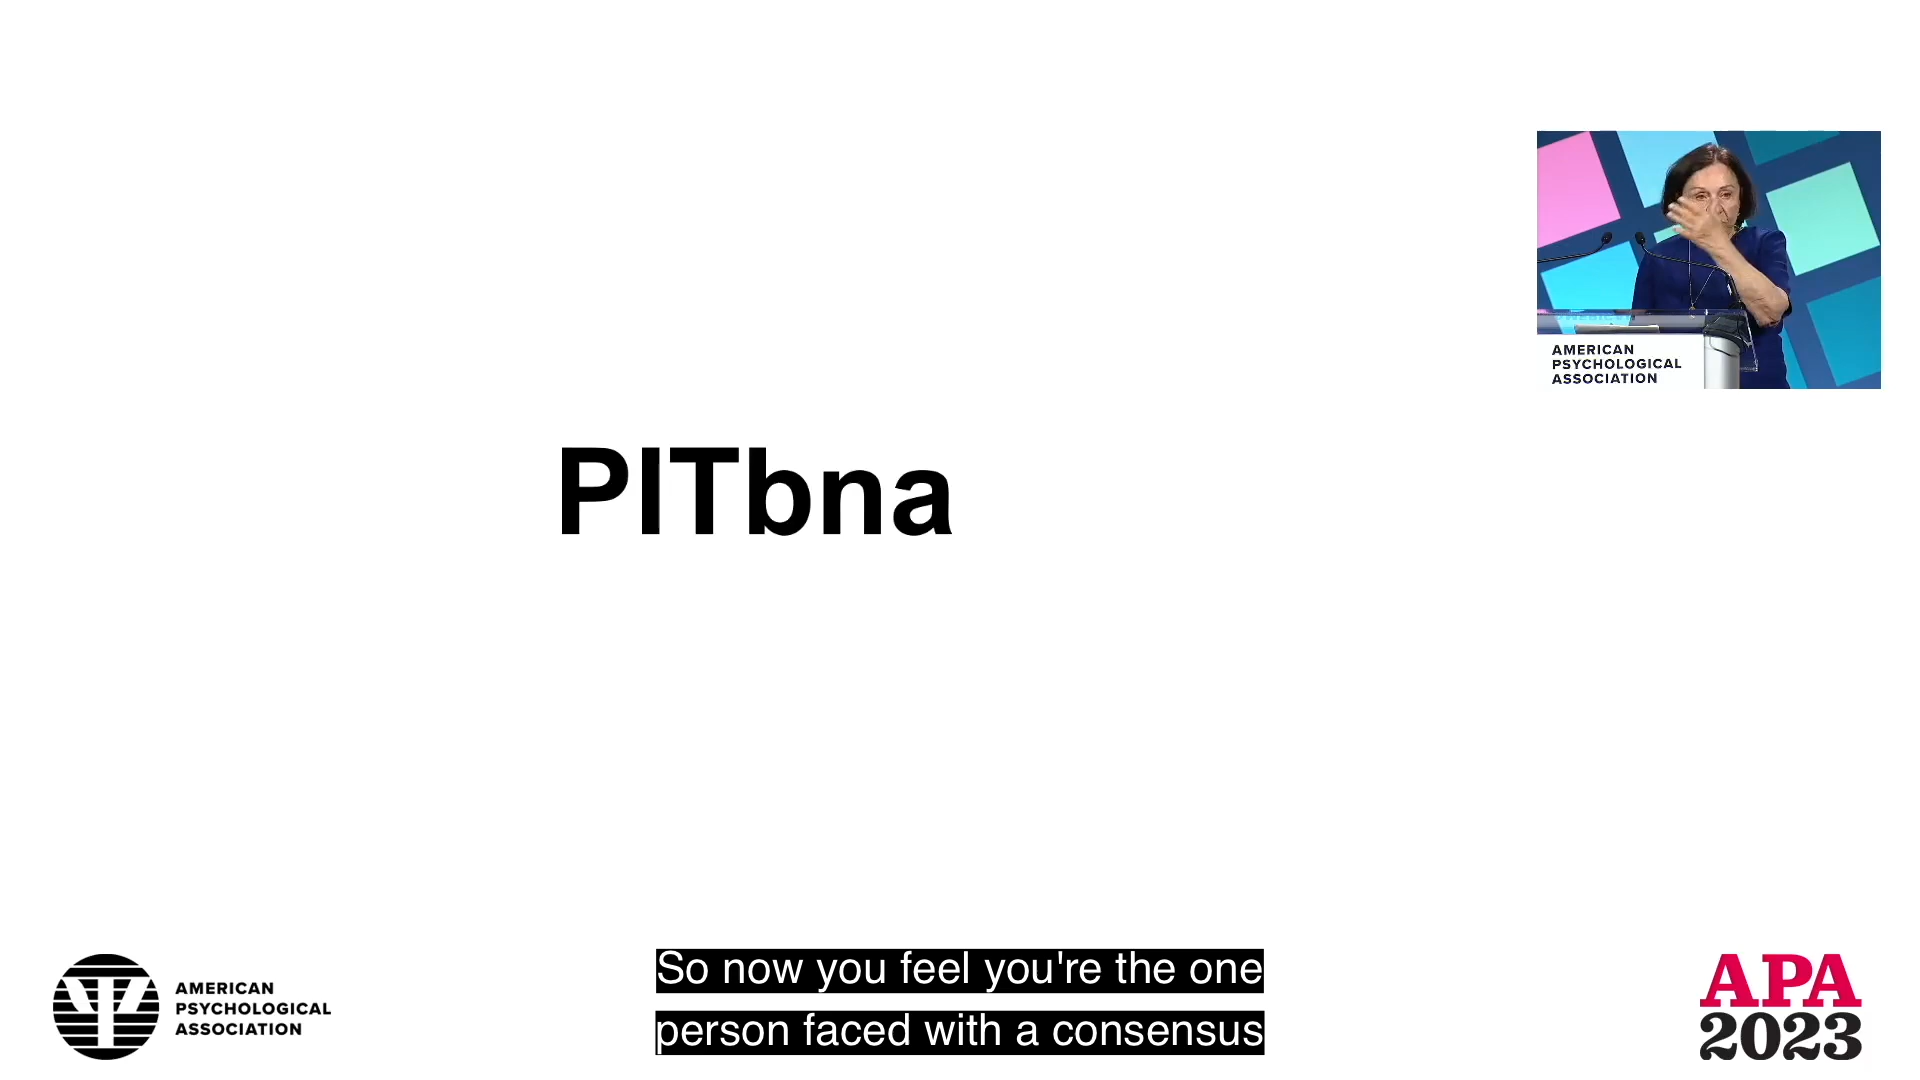 AMERICAN
PSYCHOLOGICAL
ASSOCIATION
PITbna
So now you feel you're the one
person faced with a consensus
AMERICAN
PSYCHOLOGICAL
ASSOCIATION
APA
2023